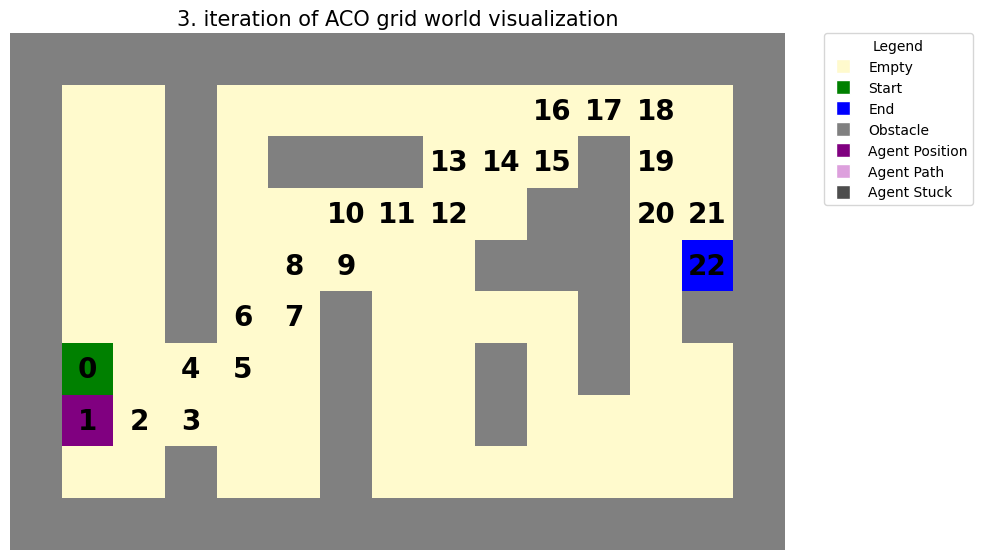 3. iteration of ACO grid world visualization
Legend
Empty
Start
End
Obstacle
Agent Position
Agent Path
Agent Stuck
16 17 18
13 14 15 19
10 11 12 20 21
8 9 22
6 7
0 4 5
1 2 3